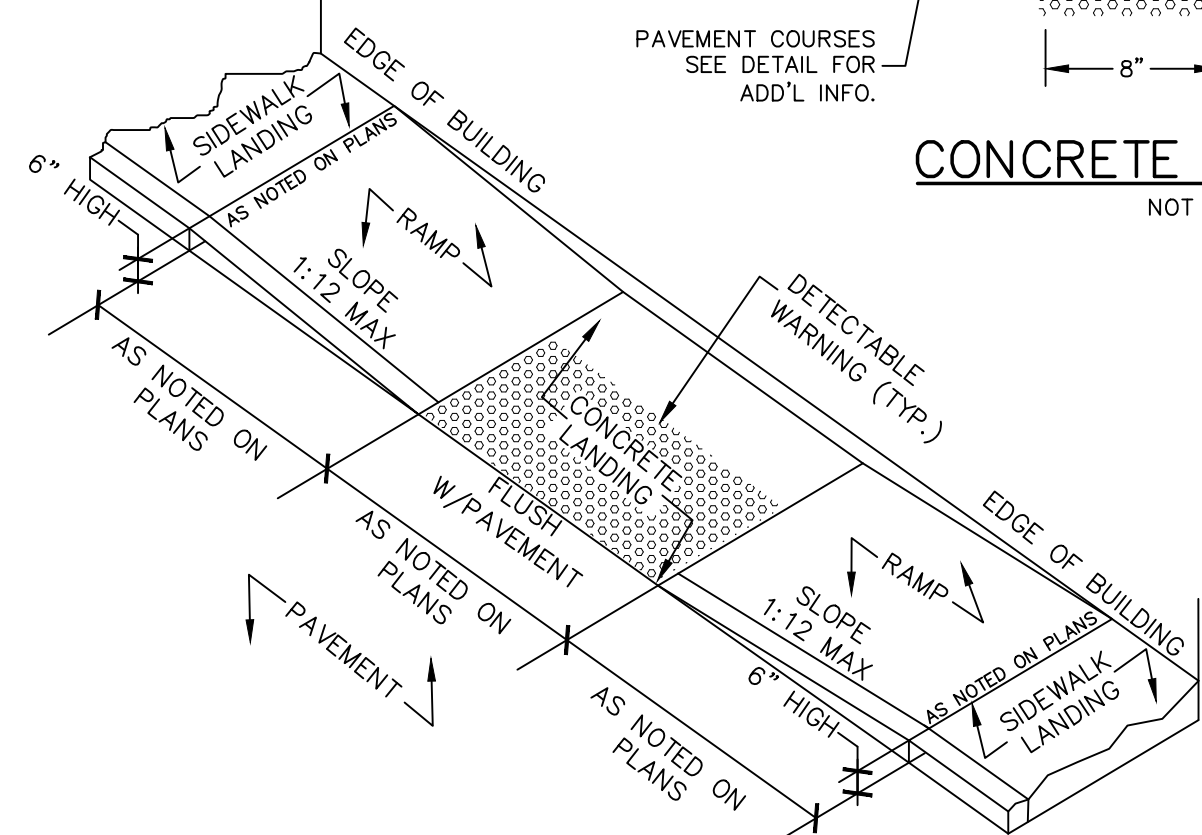 PAVEMENT COURSES
SEE DETAIL FOR
ADD'L INFO.
8"
CONCRETE
NOT
EDGE OF BUILDING
SIDEWALK
LANDING
AS NOTED ON PLANS
6" HIGH
RAMP
SLOPE
1:12 MAX
DETECTABLE
WARNING (TYP.)
AS NOTED ON
PLANS
CONCRETE
LANDING
FLUSH
W/PAVEMENT
AS NOTED ON
PLANS
PAVEMENT
EDGE OF BUILDING
RAMP
SLOPE
1:12 MAX
AS NOTED ON PLANS
SIDEWALK
LANDING
6" HIGH
AS NOTED ON
PLANS